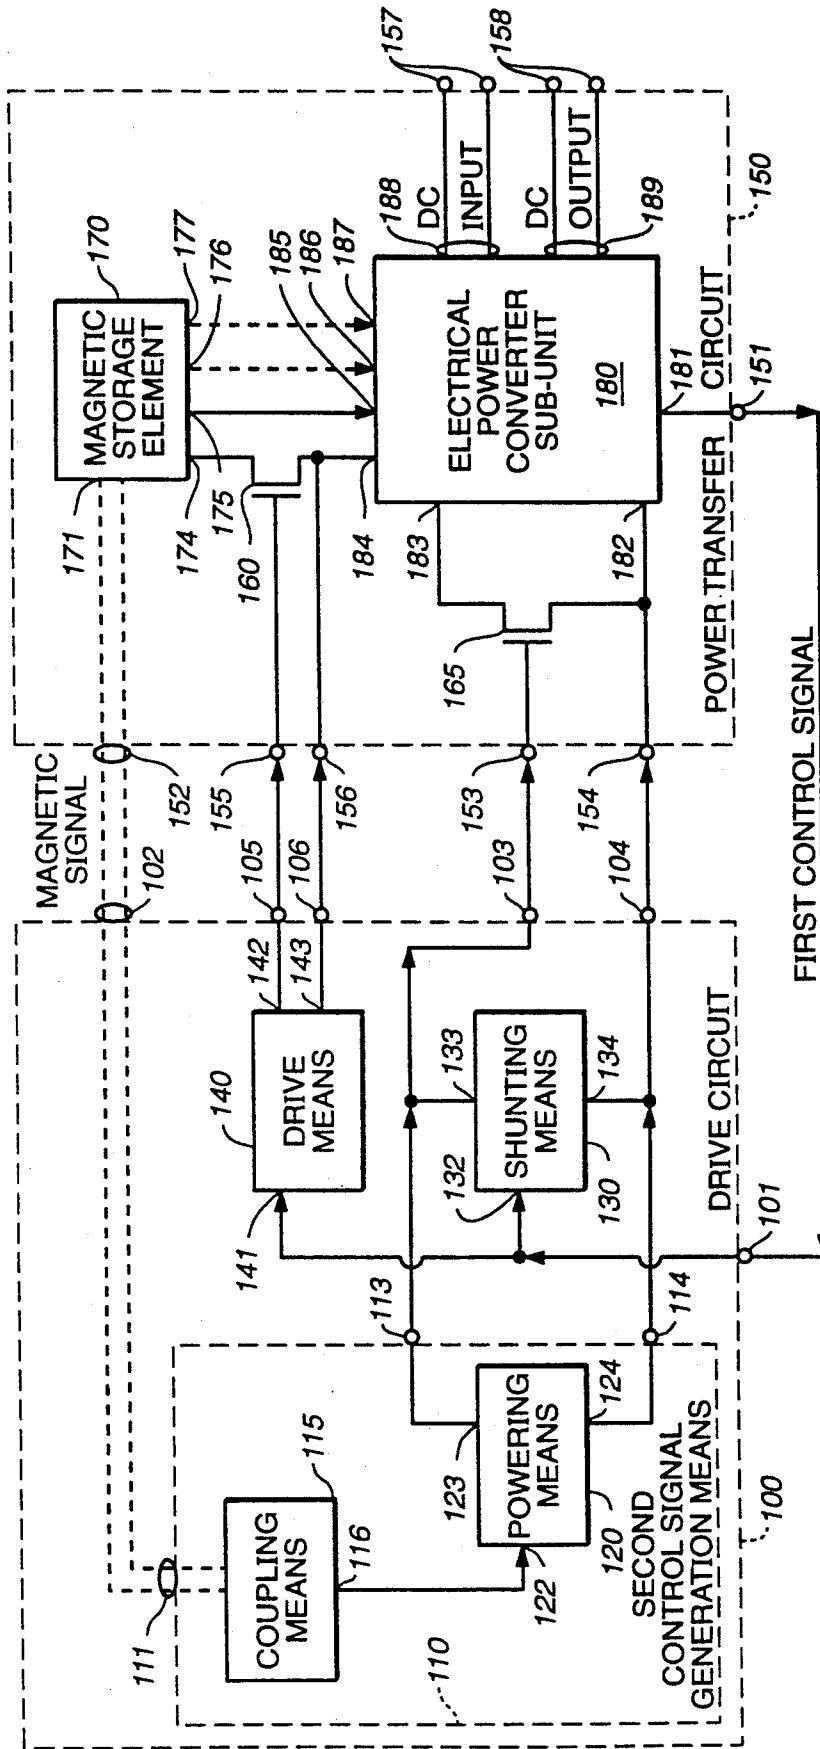 MAGNETIC
SIGNAL
102
152
171
MAGNETIC
STORAGE
ELEMENT
170
177
176
174
175
160
185
186
187
184
183
182
181
165
ELECTRICAL
POWER
CONVERTER
SUB-UNIT
180
188
DC
INPUT
157
DC
OUTPUT
158
189
150
POWER TRANSFER
CIRCUIT
151
155
156
153
154
105
106
103
104
142
143
140
DRIVE
MEANS
141
133
132
SHUNTING
MEANS
134
130
DRIVE CIRCUIT
101
113
114
111
COUPLING
MEANS
115
116
123
122
POWERING
MEANS
124
120
110
SECOND
CONTROL SIGNAL
GENERATION MEANS
100
FIRST CONTROL SIGNAL